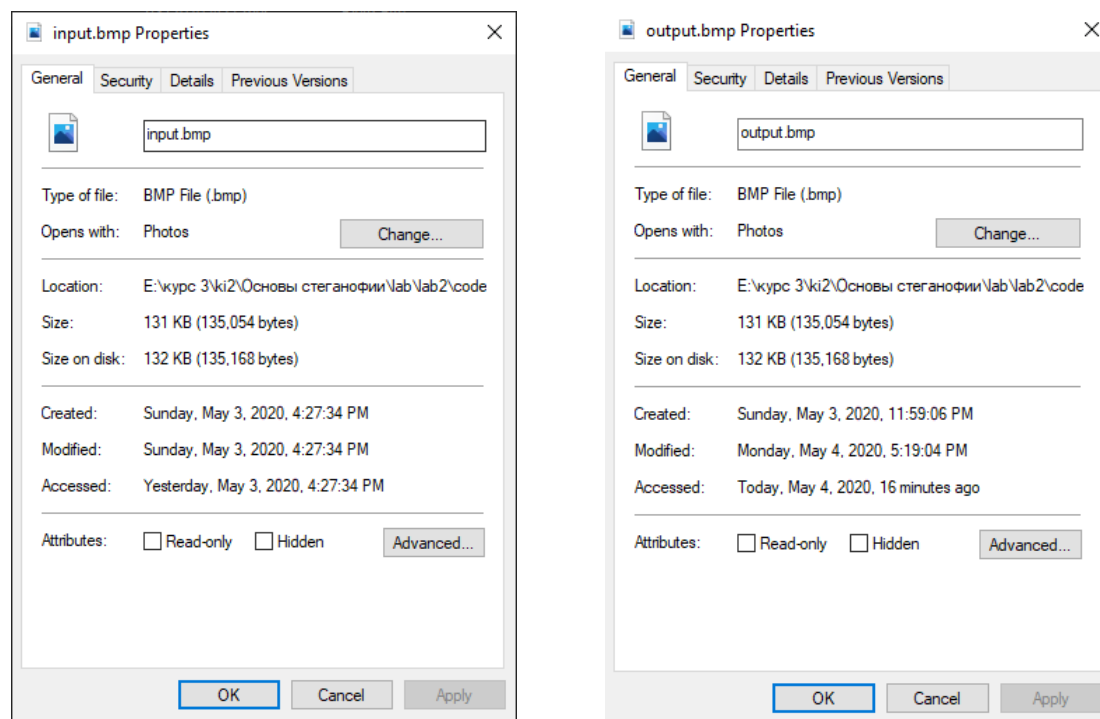 input.bmp Properties
General Security Details Previous Versions
input.bmp
Type of file: BMP File (.bmp)
Opens with: Photos Change...
Location: E:\курс 3\ki2\Основы стеганофии\lab\lab2\code
Size: 131 KB (135,054 bytes)
Size on disk: 132 KB (135,168 bytes)
Created: Sunday, May 3, 2020, 4:27:34 PM
Modified: Sunday, May 3, 2020, 4:27:34 PM
Accessed: Yesterday, May 3, 2020, 4:27:34 PM
Attributes: Read-only Hidden Advanced...
OK Cancel Apply
output.bmp Properties
General Security Details Previous Versions
output.bmp
Type of file: BMP File (.bmp)
Opens with: Photos Change...
Location: E:\курс 3\ki2\Основы стеганофии\lab\lab2\code
Size: 131 KB (135,054 bytes)
Size on disk: 132 KB (135,168 bytes)
Created: Sunday, May 3, 2020, 11:59:06 PM
Modified: Monday, May 4, 2020, 5:19:04 PM
Accessed: Today, May 4, 2020, 16 minutes ago
Attributes: Read-only Hidden Advanced...
OK Cancel Apply